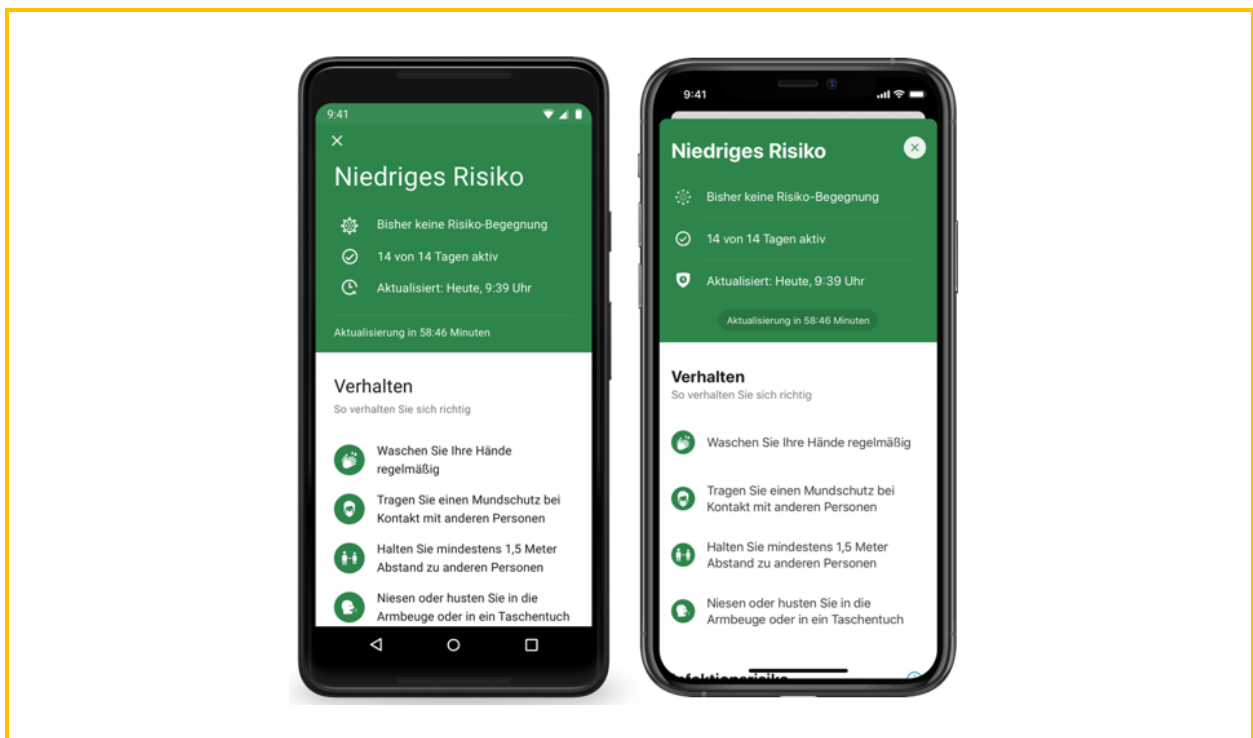 9:41
Niedriges Risiko
Bisher keine Risiko-Begegnung
14 von 14 Tagen aktiv
Aktualisiert: Heute, 9:39 Uhr
Aktualisierung in 58:46 Minuten
Verhalten
So verhalten Sie sich richtig
Waschen Sie Ihre Hände
regelmäßig
Tragen Sie einen Mundschutz bei
Kontakt mit anderen Personen
Halten Sie mindestens 1,5 Meter
Abstand zu anderen Personen
Niesen oder husten Sie in die
Armbeuge oder in ein Taschentuch
9:41
Niedriges Risiko
Bisher keine Risiko-Begegnung
14 von 14 Tagen aktiv
Aktualisiert: Heute, 9:39 Uhr
Aktualisierung in 58:46 Minuten
Verhalten
So verhalten Sie sich richtig
Waschen Sie Ihre Hände regelmäßig
Tragen Sie einen Mundschutz bei
Kontakt mit anderen Personen
Halten Sie mindestens 1,5 Meter
Abstand zu anderen Personen
Niesen oder husten Sie in die
Armbeuge oder in ein Taschentuch
Infektionsrisiko